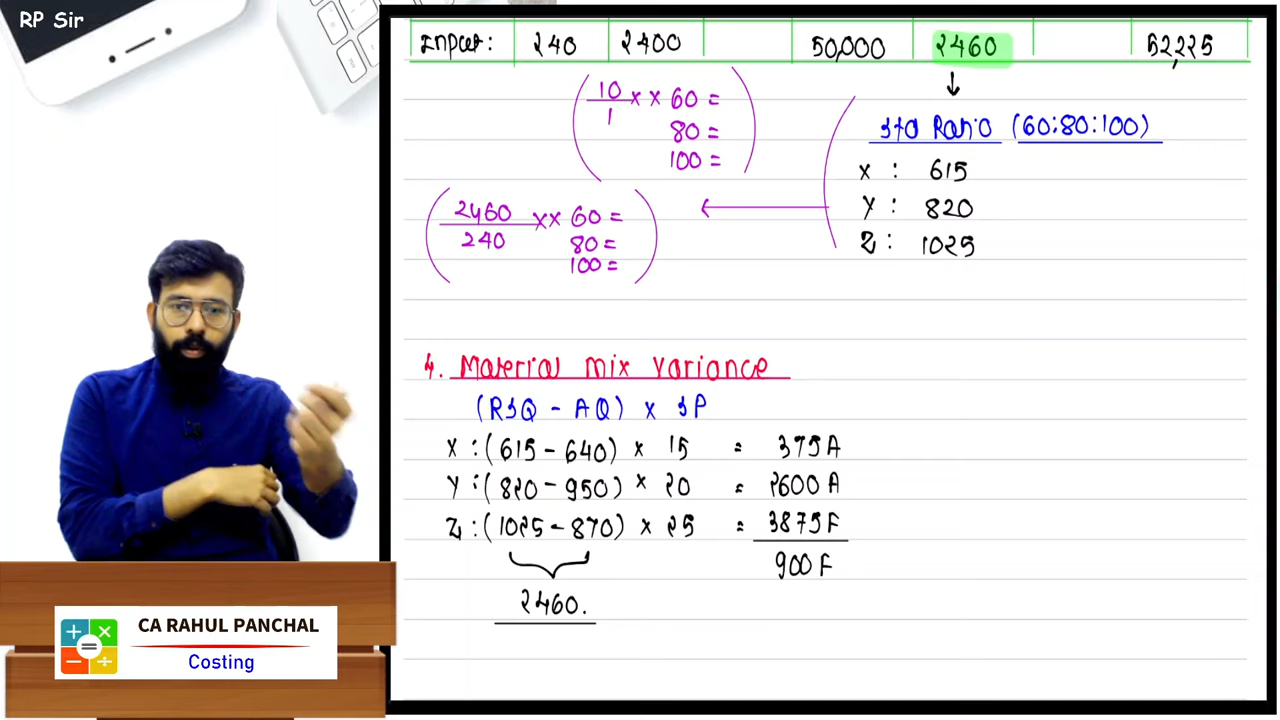 RP Sir
Input: 240 2400 50,000 2460 52,225
(10/1 x x 60 =
80 =
100 =)
Std Ratio (60:80:100)
X : 615
Y : 820
Z : 1025
(2460/240 x x 60 =
80 =
100 =)
4. Material mix Variance
(RSQ - AQ) x SP
X : (615 - 640) x 15 = 375 A
Y : (820 - 950) x 20 = 2600 A
Z : (1025 - 870) x 25 = 3875 F
900 F
2460.
CA RAHUL PANCHAL
Costing